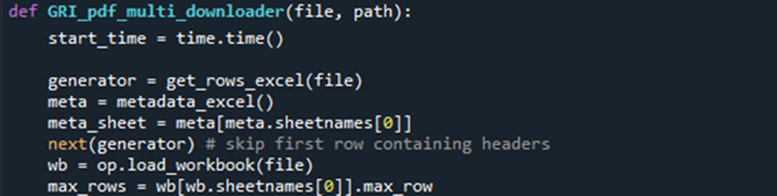 def GRI_pdf_multi_downloader(file, path):
    start_time = time.time()

    generator = get_rows_excel(file)
    meta = metadata_excel()
    meta_sheet = meta[meta.sheetnames[0]]
    next(generator) # skip first row containing headers
    wb = op.load_workbook(file)
    max_rows = wb[wb.sheetnames[0]].max_row